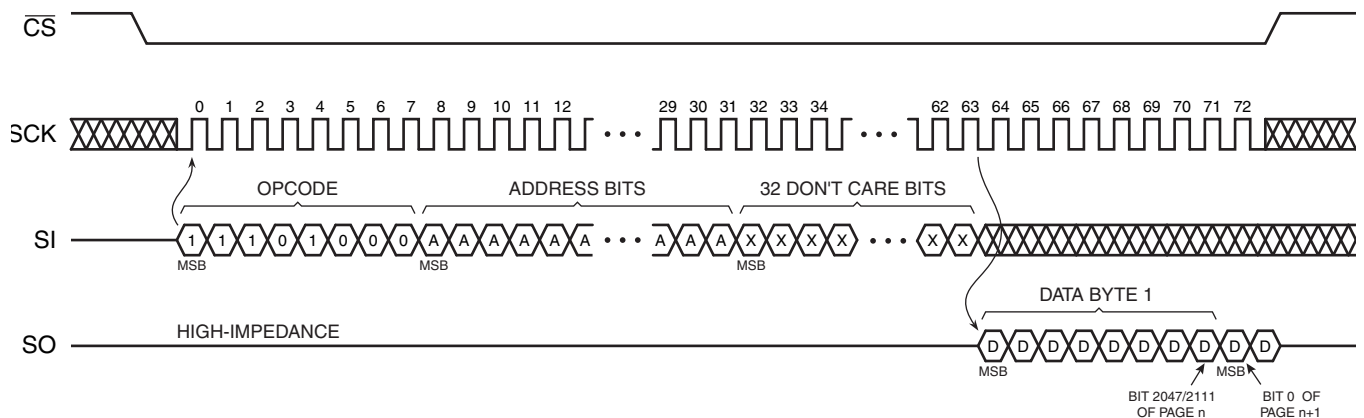 CS
SCK
0 1 2 3 4 5 6 7 8 9 10 11 12 29 30 31 32 33 34 62 63 64 65 66 67 68 69 70 71 72
OPCODE ADDRESS BITS 32 DON'T CARE BITS
SI
1 1 1 0 1 0 0 0 A A A A A A A A A X X X X X X
MSB MSB MSB
DATA BYTE 1
SO
HIGH-IMPEDANCE
D D D D D D D D D D
MSB MSB
BIT 2047/2111
OF PAGE n
BIT 0 OF
PAGE n+1